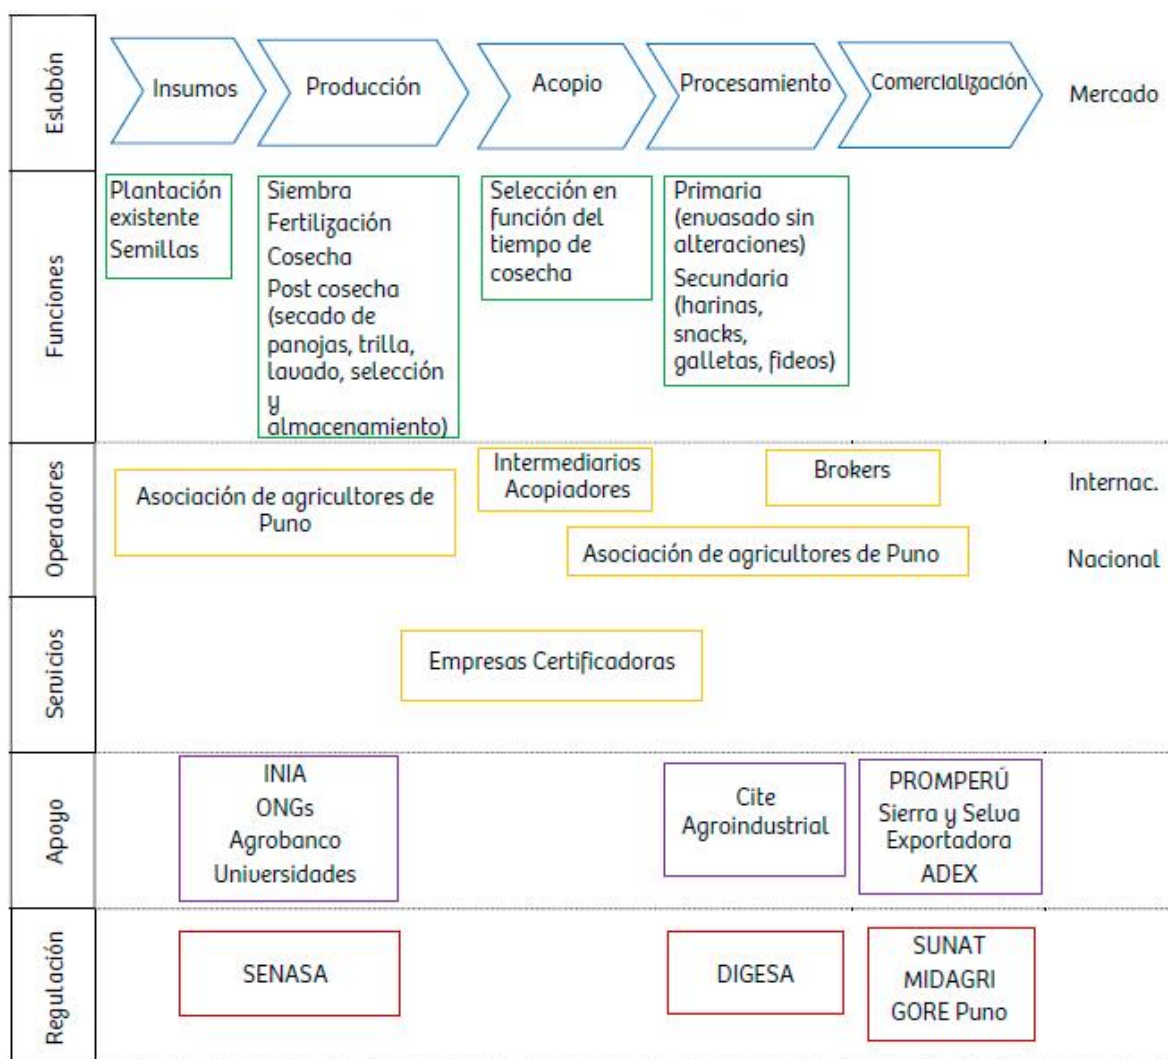 Eslabón
Insumos
Producción
Acopio
Procesamiento
Comercialización
Mercado
Funciones
Plantación
existente
Semillas
Siembra
Fertilización
Cosecha
Post cosecha
(secado de
panojas, trilla,
lavado, selección
y
almacenamiento)
Selección en
función del
tiempo de
cosecha
Primaria
(envasado sin
alteraciones)
Secundaria
(harinas,
snacks,
galletas, fideos)
Operadores
Asociación de agricultores de
Puno
Intermediarios
Acopiadores
Brokers
Internac.
Asociación de agricultores de Puno
Nacional
Servicios
Empresas Certificadoras
Apoyo
INIA
ONGs
Agrobanco
Universidades
Cite
Agroindustrial
PROMPERÚ
Sierra y Selva
Exportadora
ADEX
Regulación
SENASA
DIGESA
SUNAT
MIDAGRI
GORE Puno